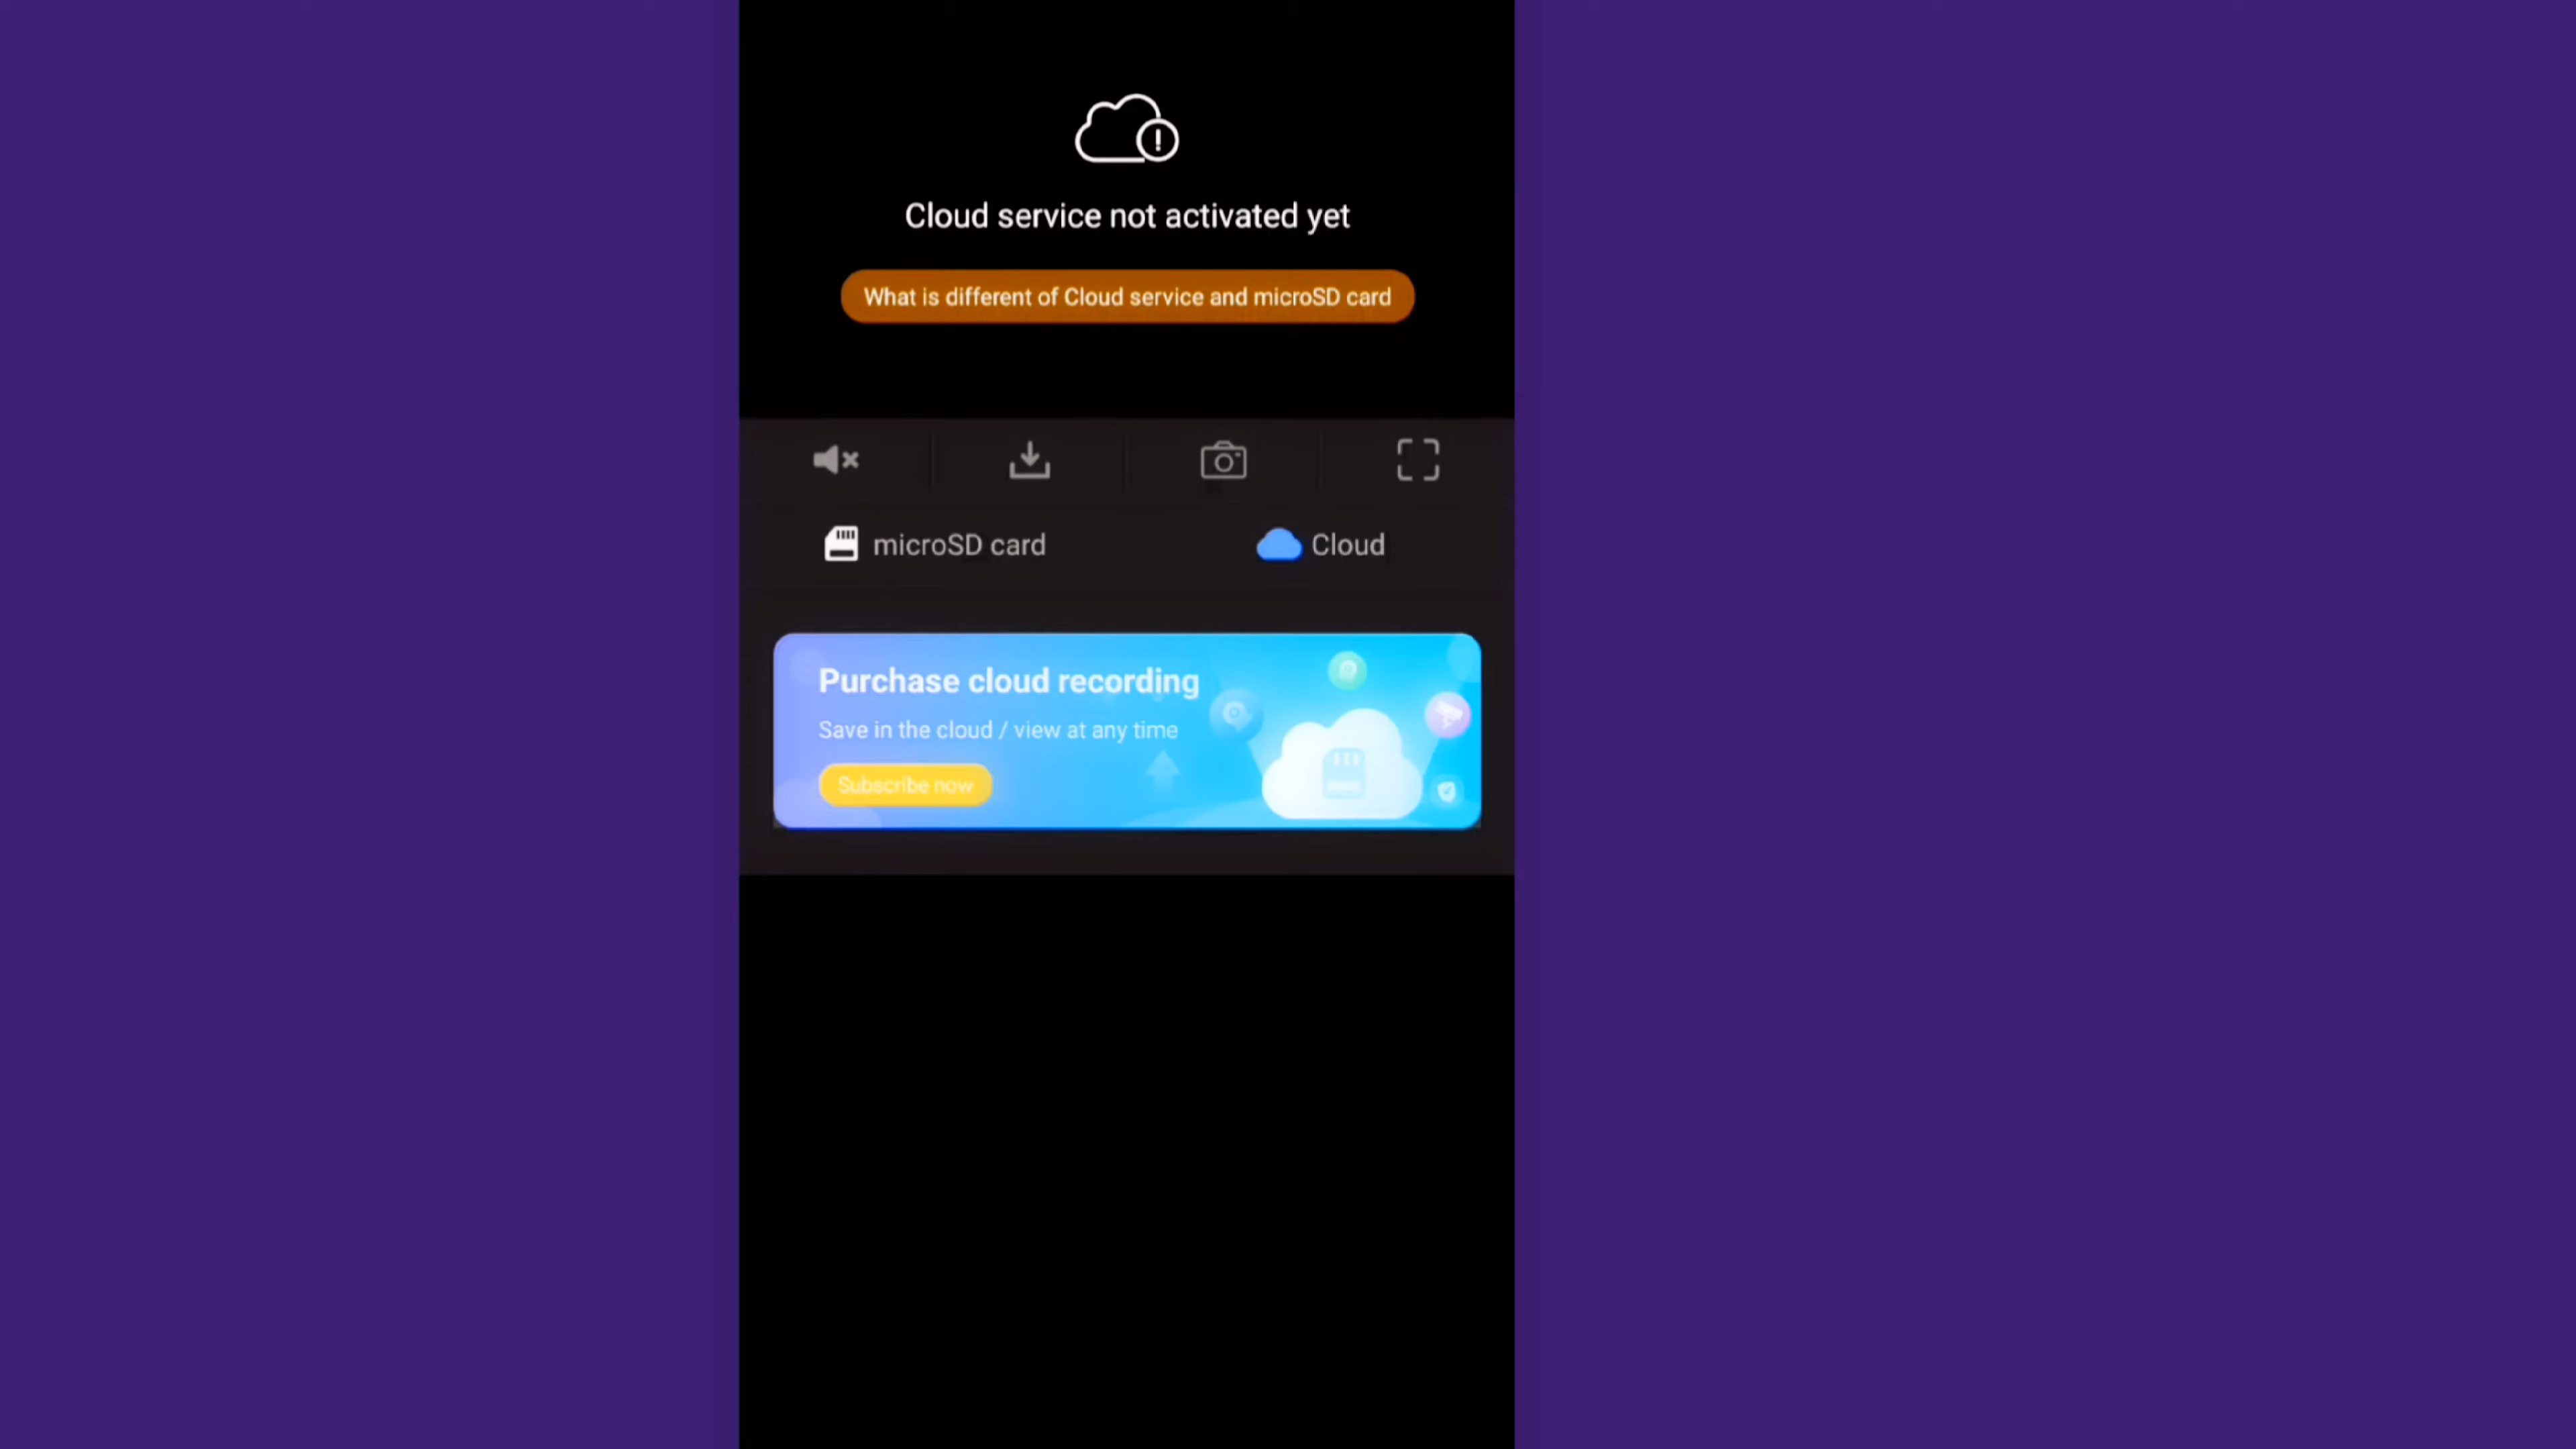 Cloud service not activated yet
What is different of Cloud service and microSD card
microSD card
Cloud
Purchase cloud recording
Save in the cloud / view at any time
Subscribe now